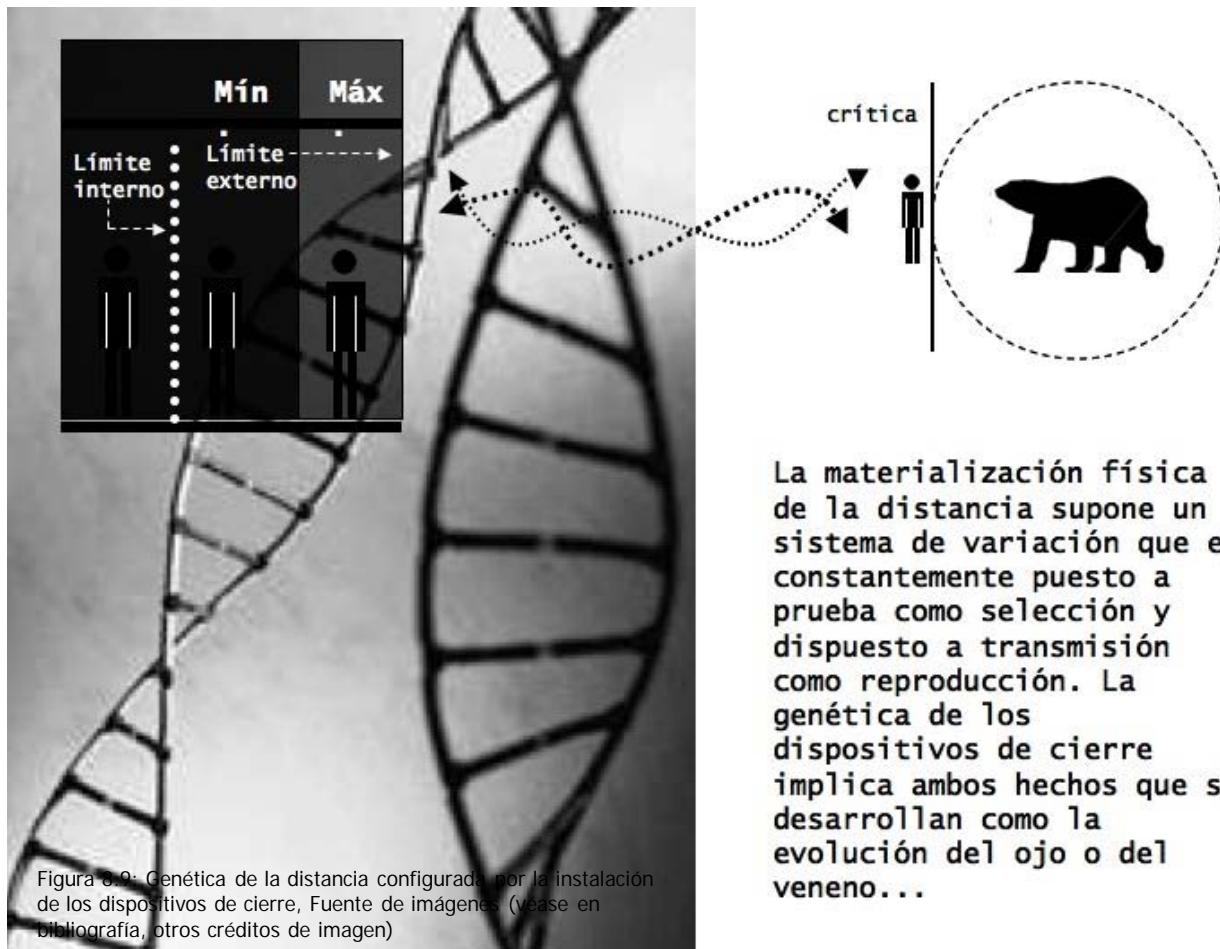 Mín Máx
Límite
interno
Límite
externo
crítica
La materialización física
de la distancia supone un
sistema de variación que e
constantemente puesto a
prueba como selección y
dispuesto a transmisión
como reproducción. La
genética de los
dispositivos de cierre
implica ambos hechos que s
desarrollan como la
evolución del ojo o del
veneno...
Figura 8.9: Genética de la distancia configurada por la instalación
de los dispositivos de cierre, Fuente de imágenes (véase en
bibliografía, otros créditos de imagen)